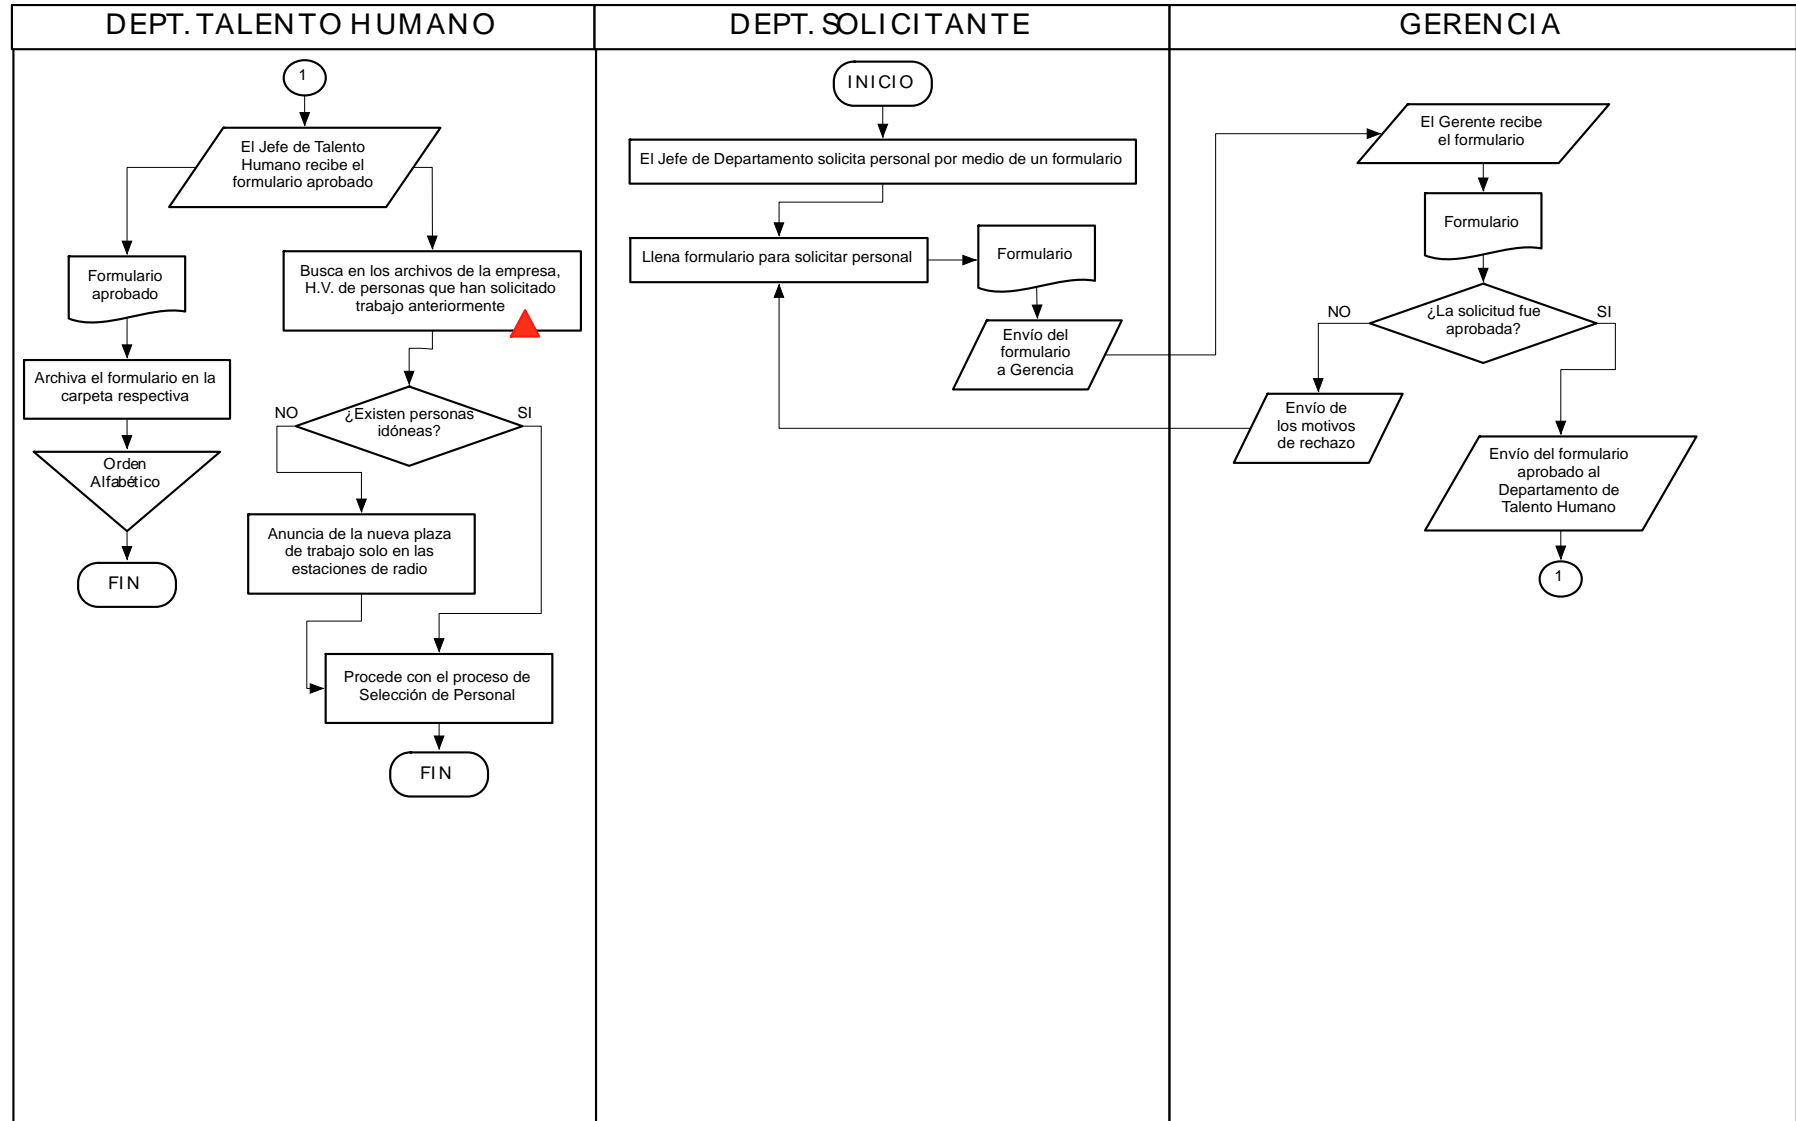 DEPT. TALENTO HUMANO
DEPT. SOLICITANTE
GERENCIA
1
El Jefe de Talento
Humano recibe el
formulario aprobado
Formulario
aprobado
Archiva el formulario en la
carpeta respectiva
Orden
Alfabético
FIN
Busca en los archivos de la empresa,
H.V. de personas que han solicitado
trabajo anteriormente
NO
¿Existen personas
idóneas?
SI
Anuncia de la nueva plaza
de trabajo solo en las
estaciones de radio
Procede con el proceso de
Selección de Personal
FIN
INICIO
El Jefe de Departamento solicita personal por medio de un formulario
Llena formulario para solicitar personal
Formulario
Envío del
formulario
a Gerencia
El Gerente recibe
el formulario
Formulario
NO
¿La solicitud fue
aprobada?
SI
Envío de
los motivos
de rechazo
Envío del formulario
aprobado al
Departamento de
Talento Humano
1